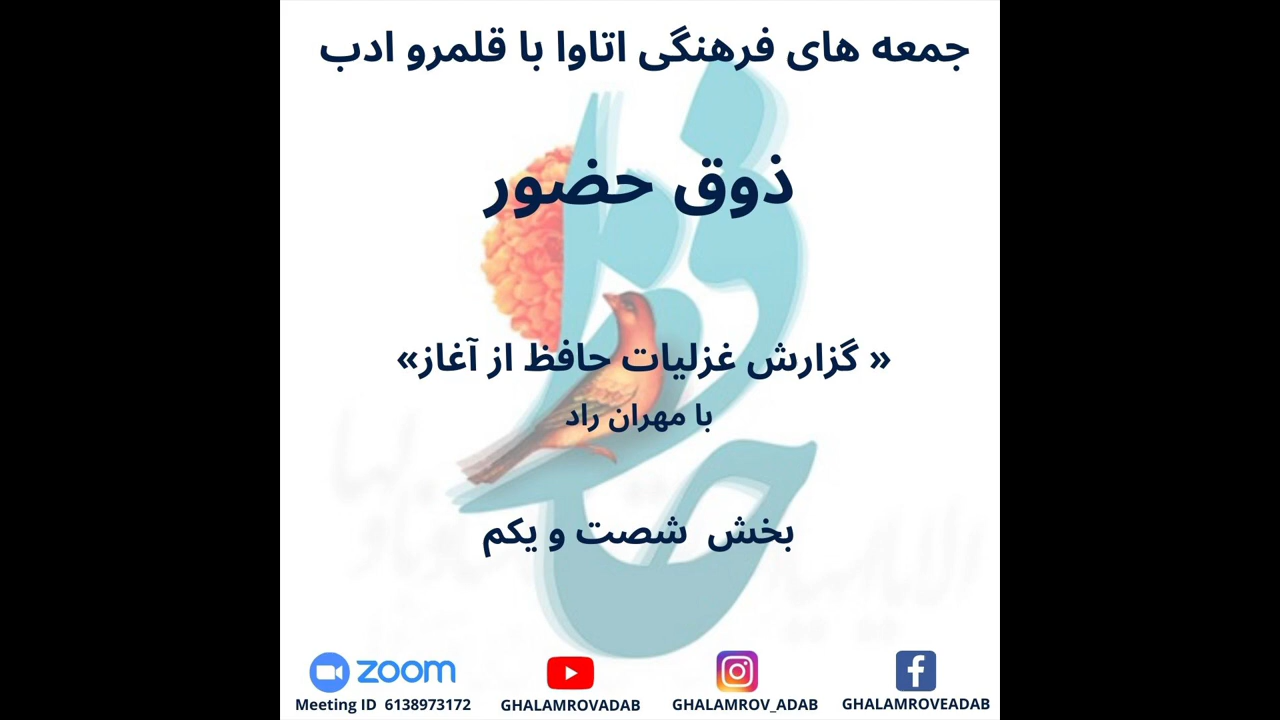 جمعه های فرهنگی اتاوا با قلمرو ادب
ذوق حضور
« گزارش غزلیات حافظ از آغاز»
با مهران راد
بخش شصت و یکم
حافظ
zoom
Meeting ID 6138973172
GHALAMROVADAB
GHALAMROV_ADAB
GHALAMROVEADAB